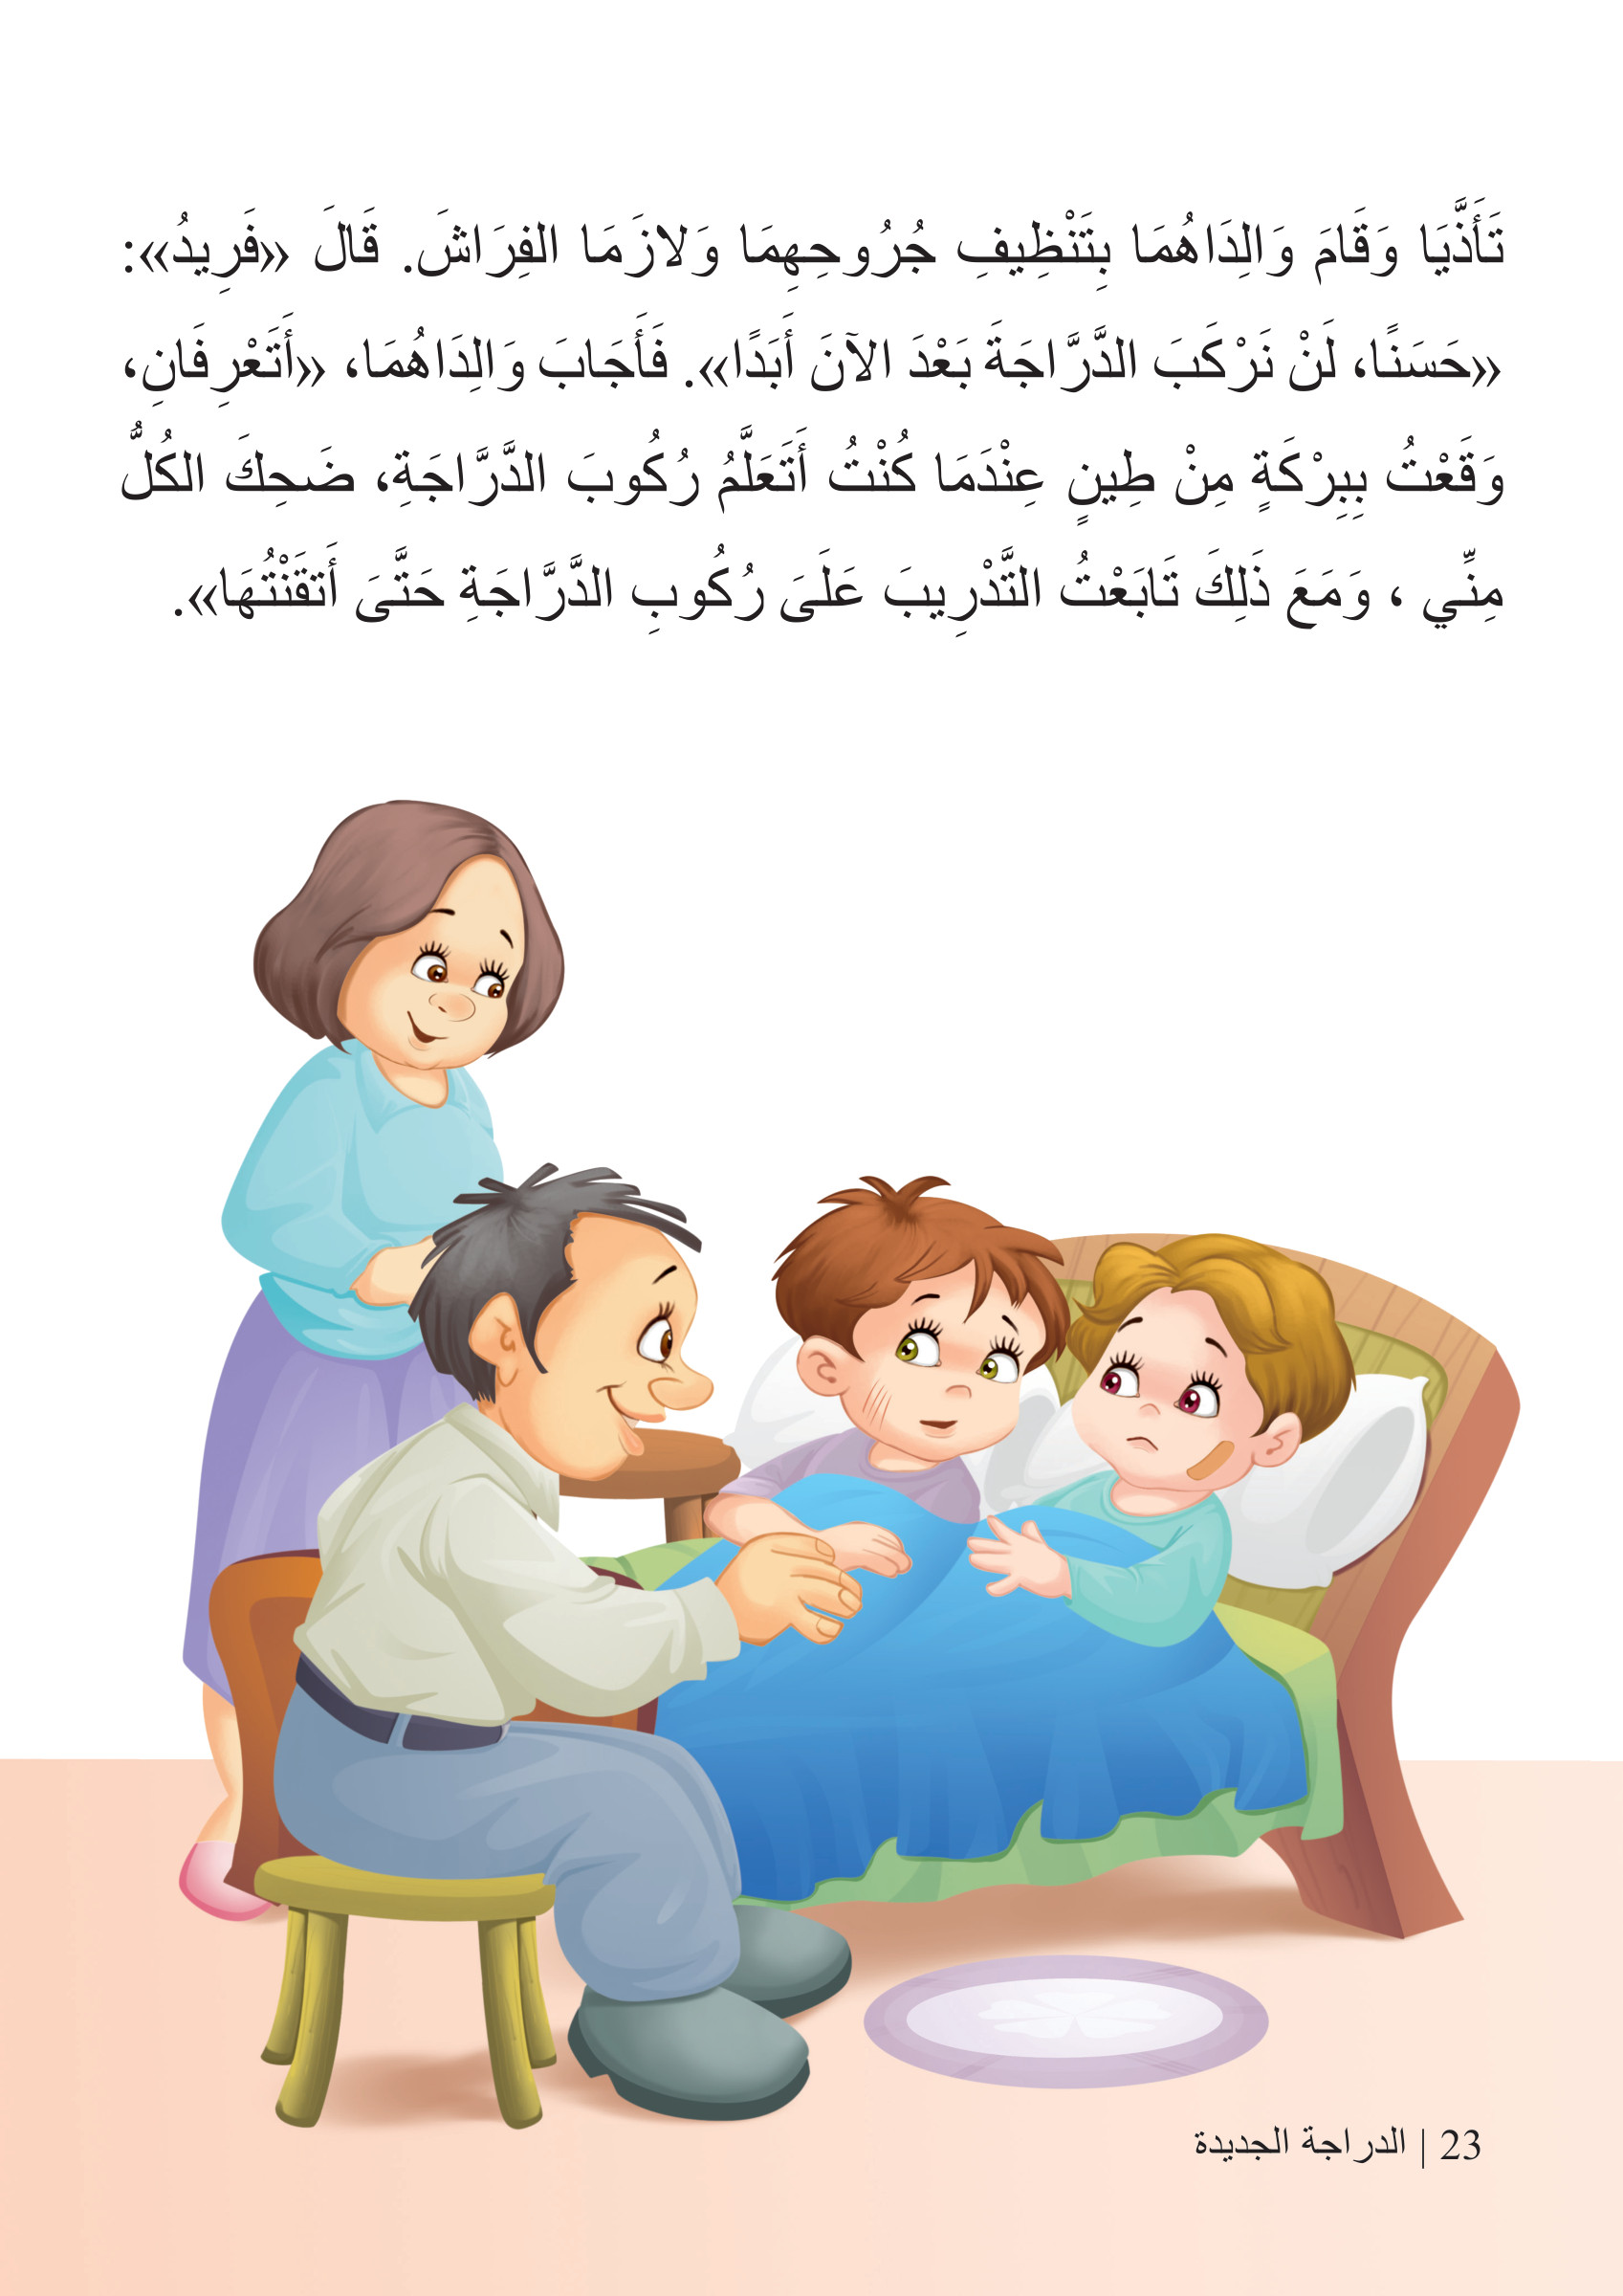 تَأَذَّيَا وَقَامَ وَالِدَاهُمَا بِتَنْظِيفِ جُرُوحِهِمَا وَلازَمَا الفِرَاشَ. قَالَ «فَرِيدُ»:
«حَسَنًا، لَنْ نَرْكَبَ الدَّرَّاجَةَ بَعْدَ الآنَ أَبَدًا». فَأَجَابَ وَالِدَاهُمَا، «أَتَعْرِفَانِ،
وَقَعْتُ بِبِرْكَةٍ مِنْ طِينٍ عِنْدَمَا كُنْتُ أَتَعَلَّمُ رُكُوبَ الدَّرَّاجَةِ، ضَحِكَ الكُلُّ
مِنِّي ، وَمَعَ ذَلِكَ تَابَعْتُ التَّدْرِيبَ عَلَىَ رُكُوبِ الدَّرَّاجَةِ حَتَّىَ أَتقَنْتُهَا».
23 | الدراجة الجديدة